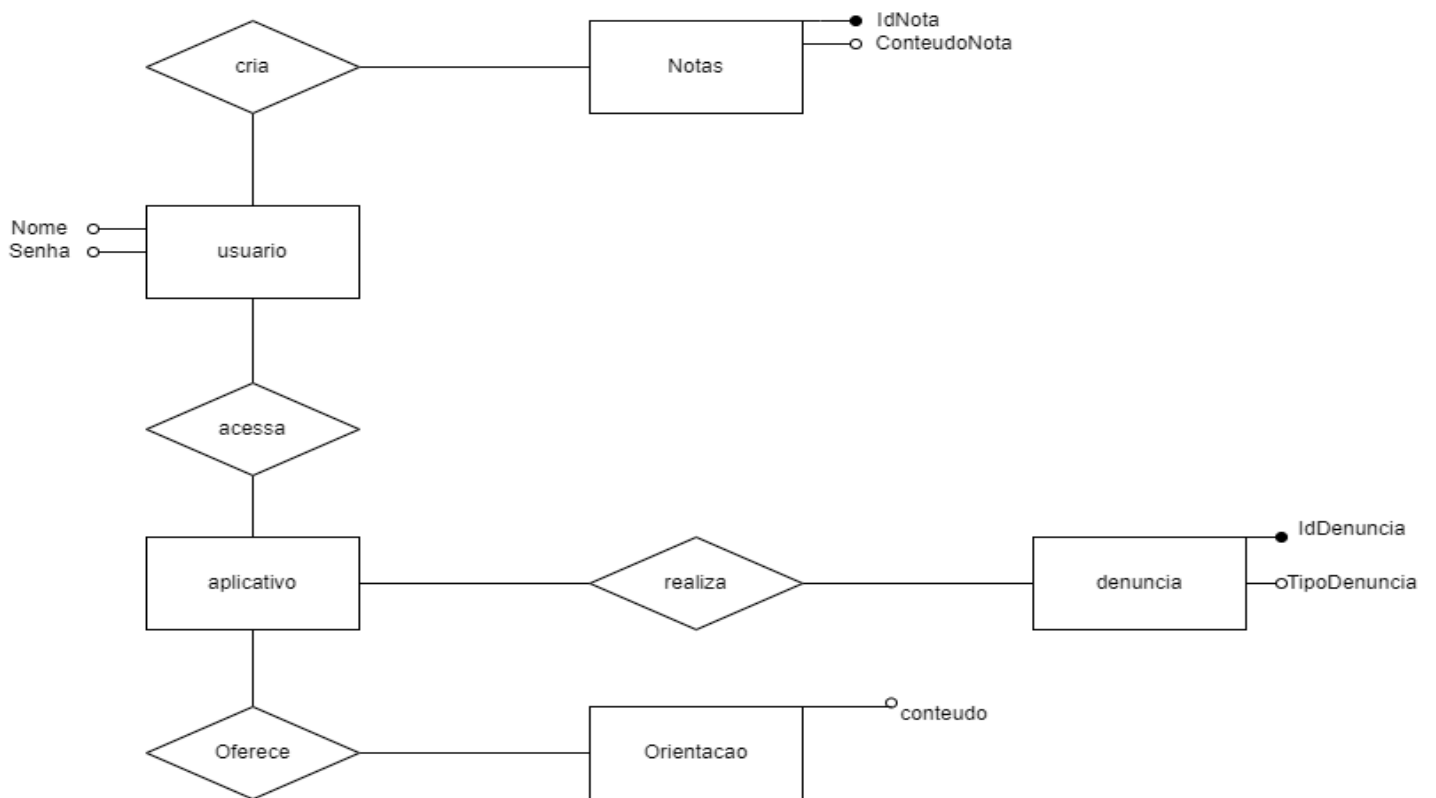 IdNota
cria
Notas
ConteudoNota
Nome
usuario
Senha
acessa
IdDenuncia
aplicativo
realiza
denuncia
TipoDenuncia
conteudo
Oferece
Orientacao